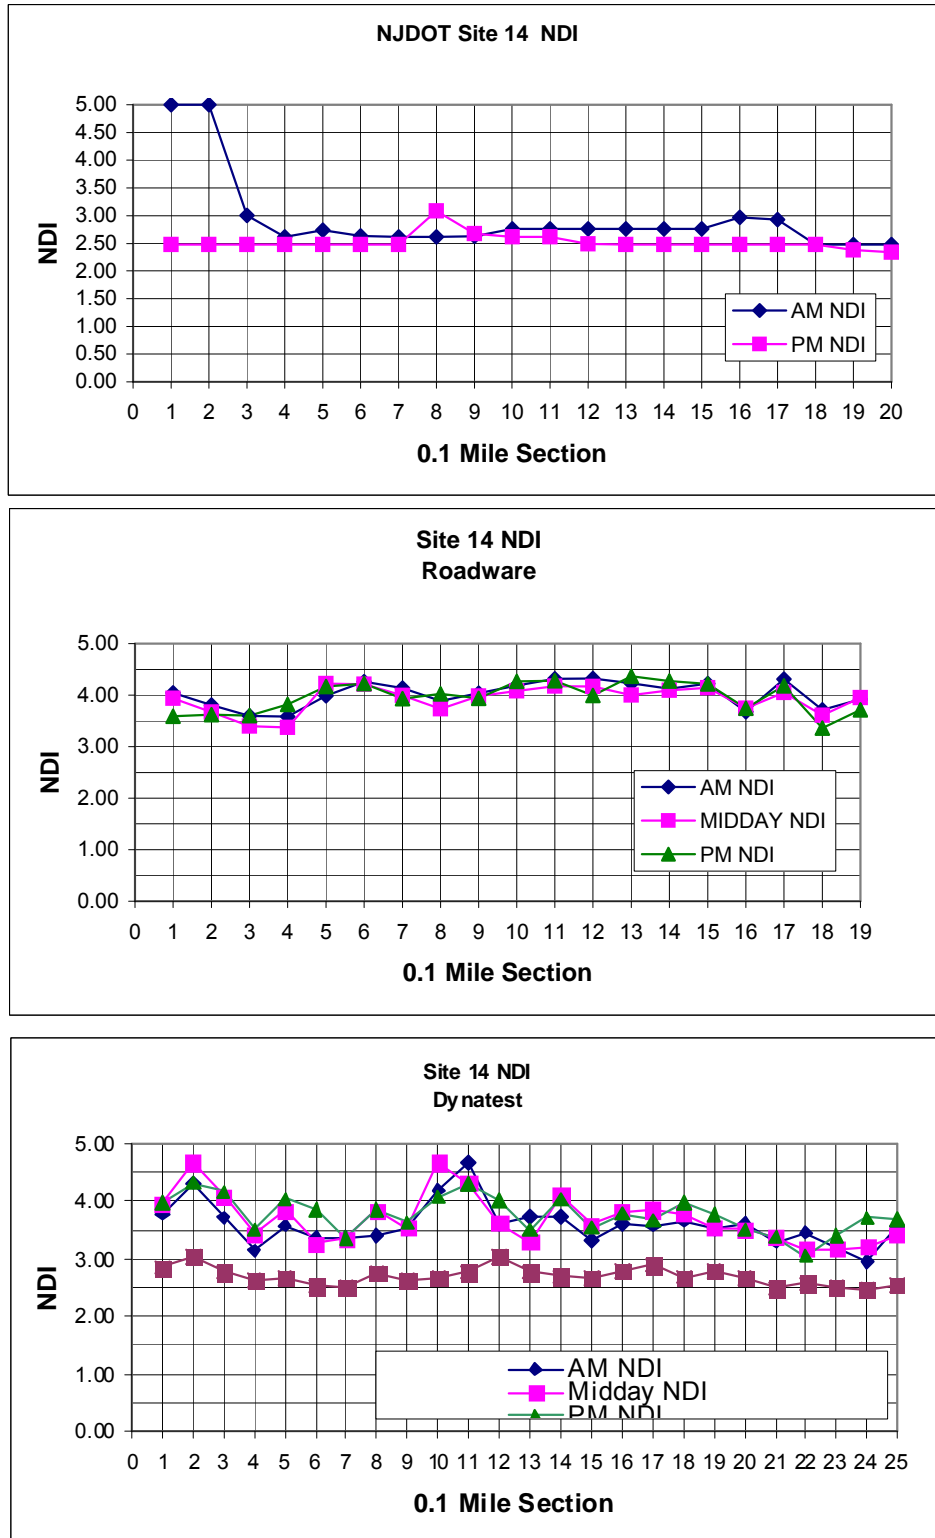 NJDOT Site 14 NDI
5.00
4.50
4.00
3.50
3.00
2.50
2.00
1.50
1.00
0.50
0.00
NDI
0 1 2 3 4 5 6 7 8 9 10 11 12 13 14 15 16 17 18 19 20
0.1 Mile Section
AM NDI
PM NDI
Site 14 NDI
Roadware
5.00
4.00
3.00
2.00
1.00
0.00
NDI
0 1 2 3 4 5 6 7 8 9 10 11 12 13 14 15 16 17 18 19
0.1 Mile Section
AM NDI
MIDDAY NDI
PM NDI
Site 14 NDI
Dynatest
5.00
4.00
3.00
2.00
1.00
0.00
NDI
0 1 2 3 4 5 6 7 8 9 10 11 12 13 14 15 16 17 18 19 20 21 22 23 24 25
0.1 Mile Section
AM NDI
Midday NDI
PM NDI